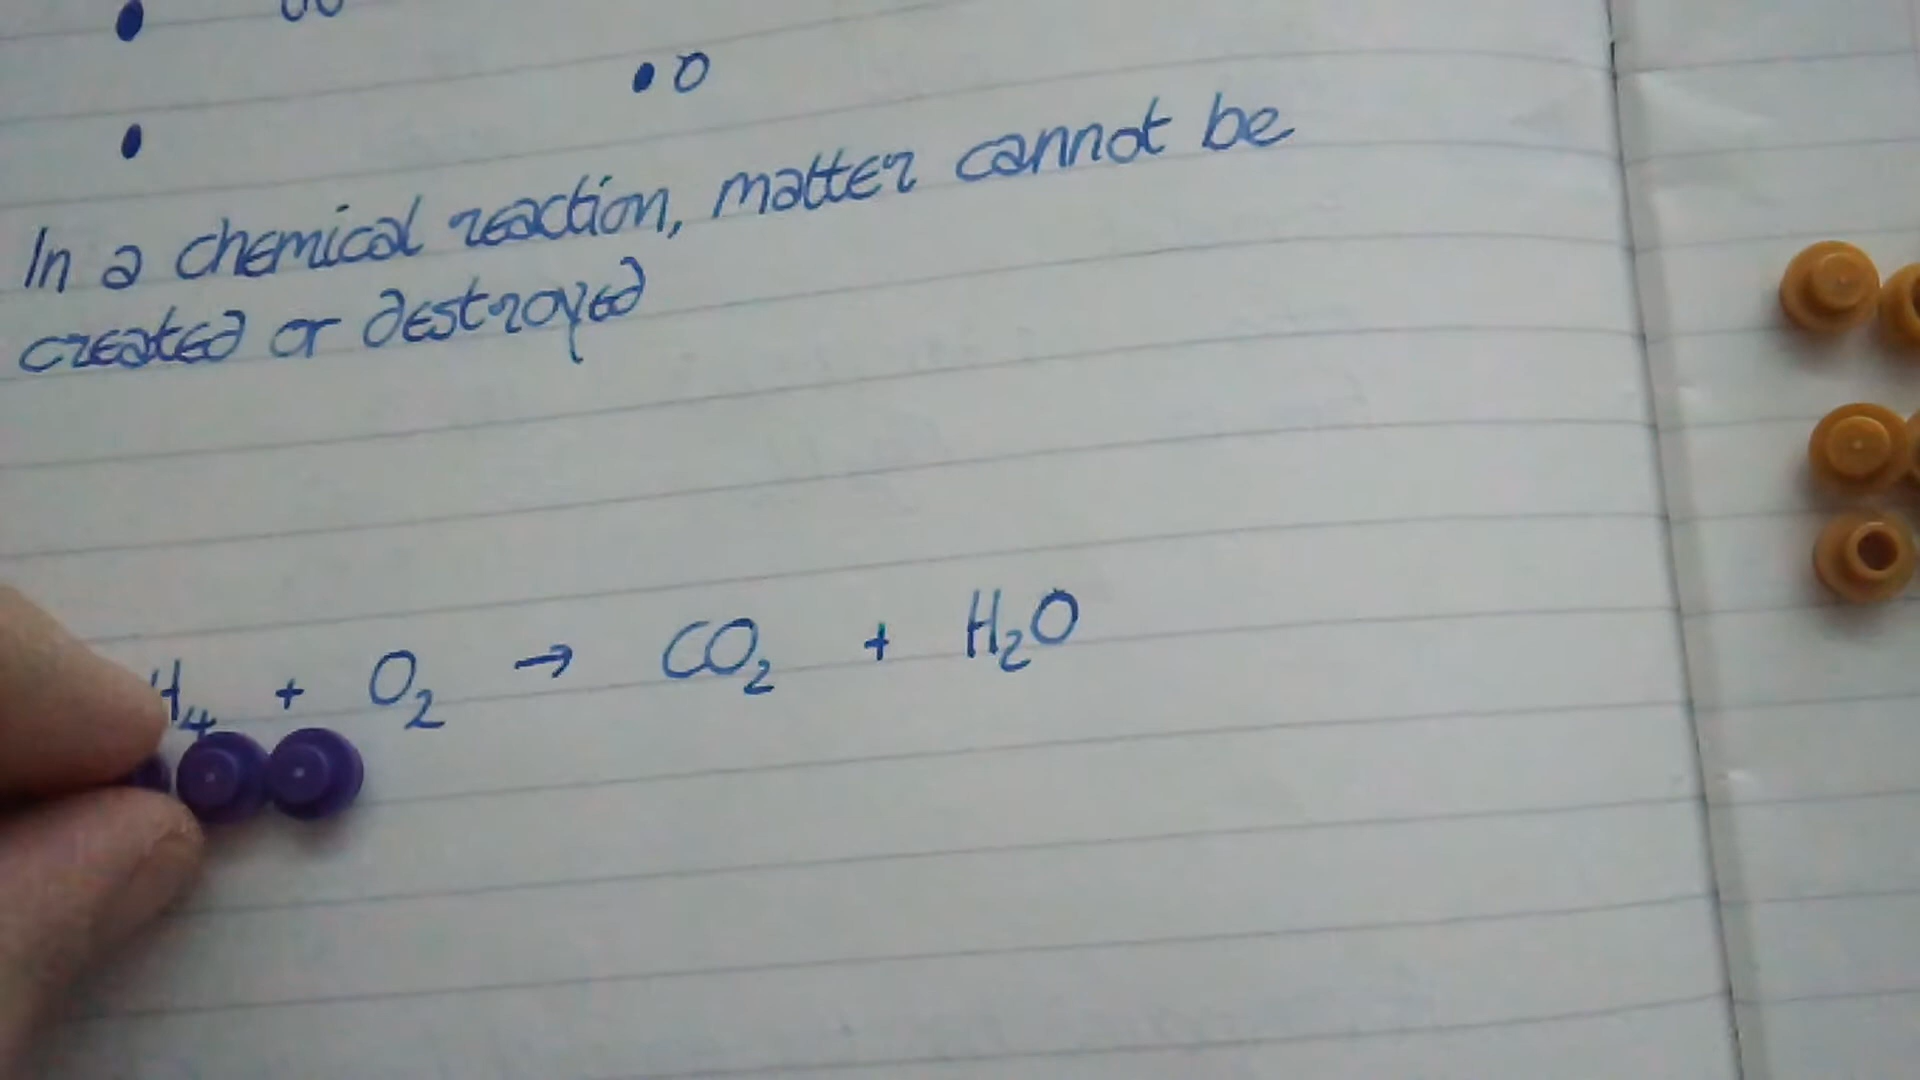 • O
In a chemical reaction, matter cannot be
created or destroyed
H₄ + O₂ → CO₂ + H₂O